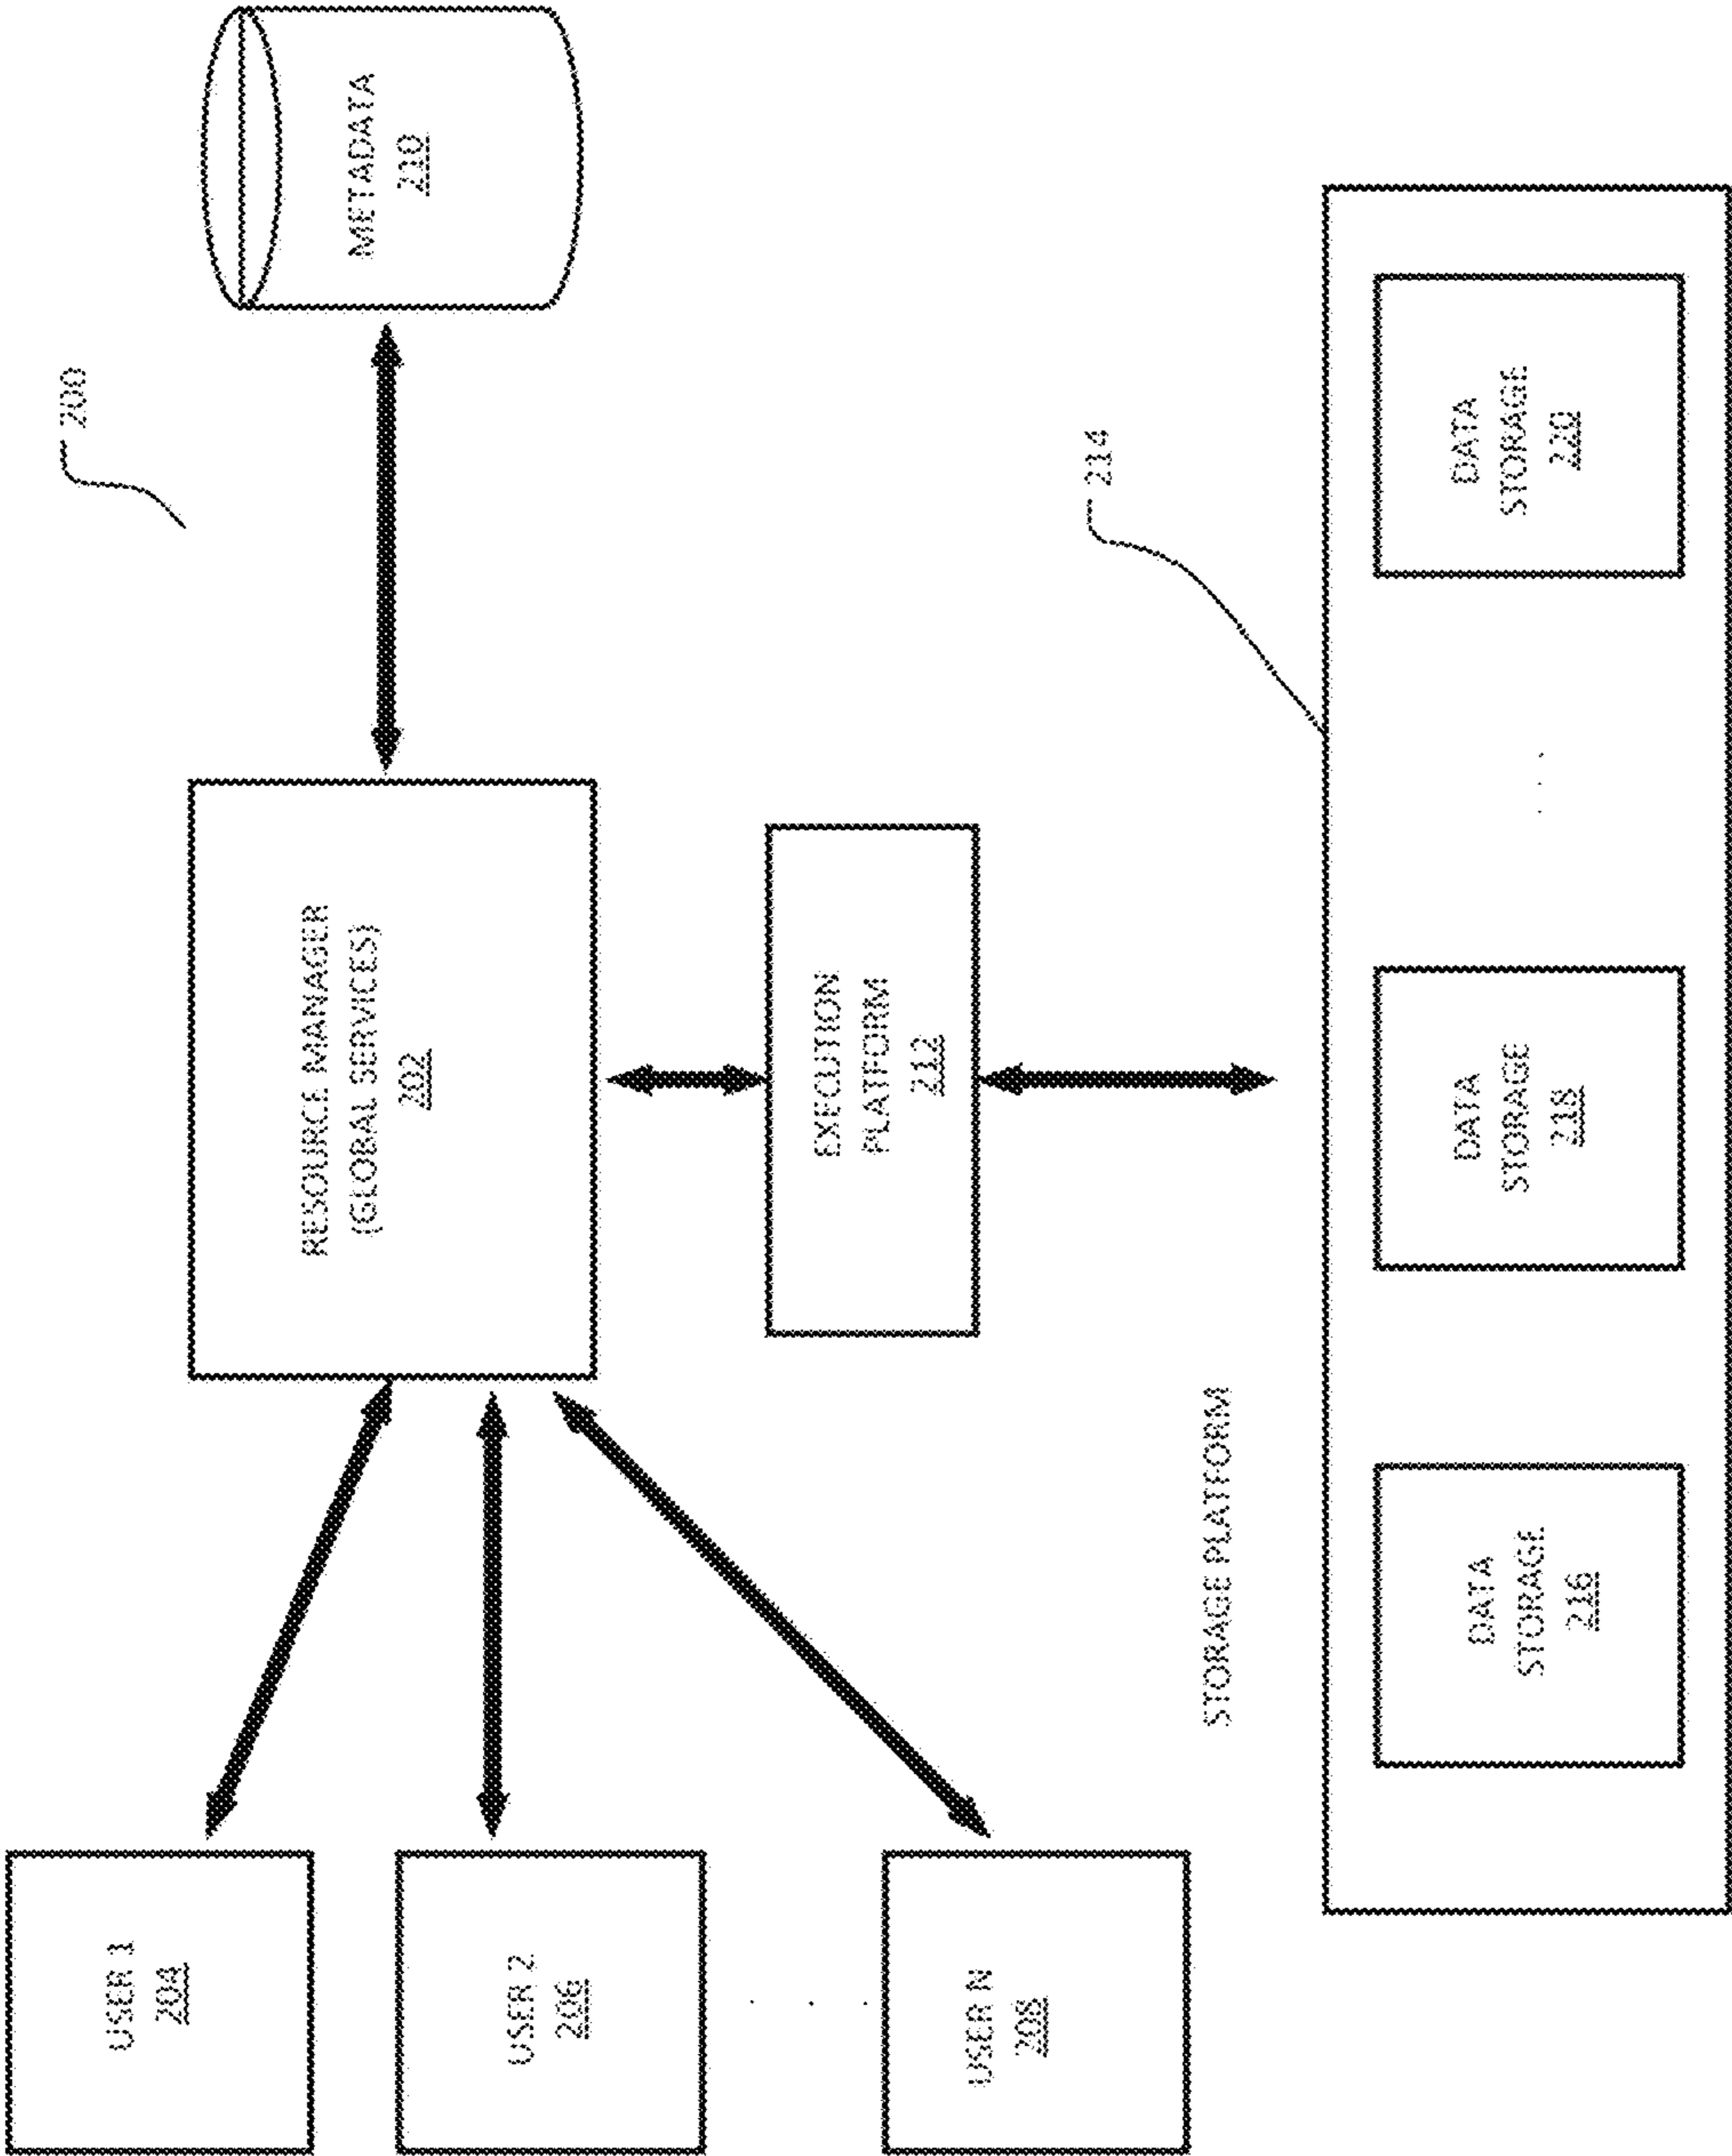 200
USER 1
204
USER 2
206
USER N
208
RESOURCE MANAGER
(GLOBAL SERVICES)
202
METADATA
210
EXECUTION
PLATFORM
212
214
STORAGE PLATFORM
DATA
STORAGE
216
DATA
STORAGE
218
. . .
DATA
STORAGE
220